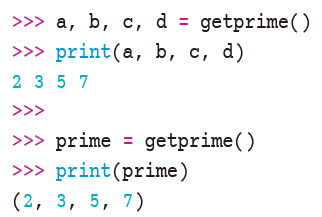 >>> a, b, c, d = getprime()
>>> print(a, b, c, d)
2 3 5 7
>>>
>>> prime = getprime()
>>> print(prime)
(2, 3, 5, 7)